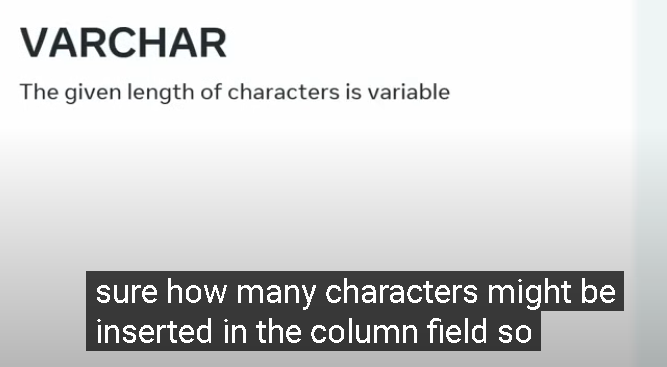 VARCHAR
The given length of characters is variable
sure how many characters might be
inserted in the column field so